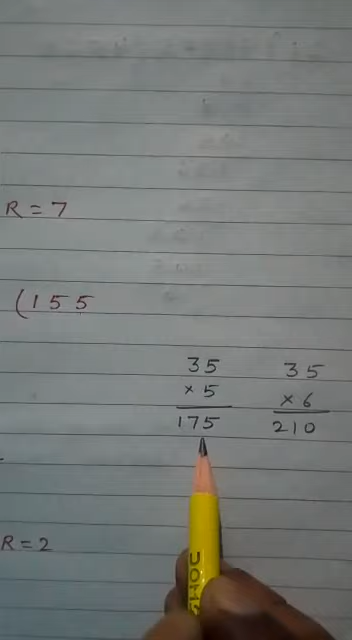 R = 7
(155
35 35
× 5 × 6
175 210
R = 2